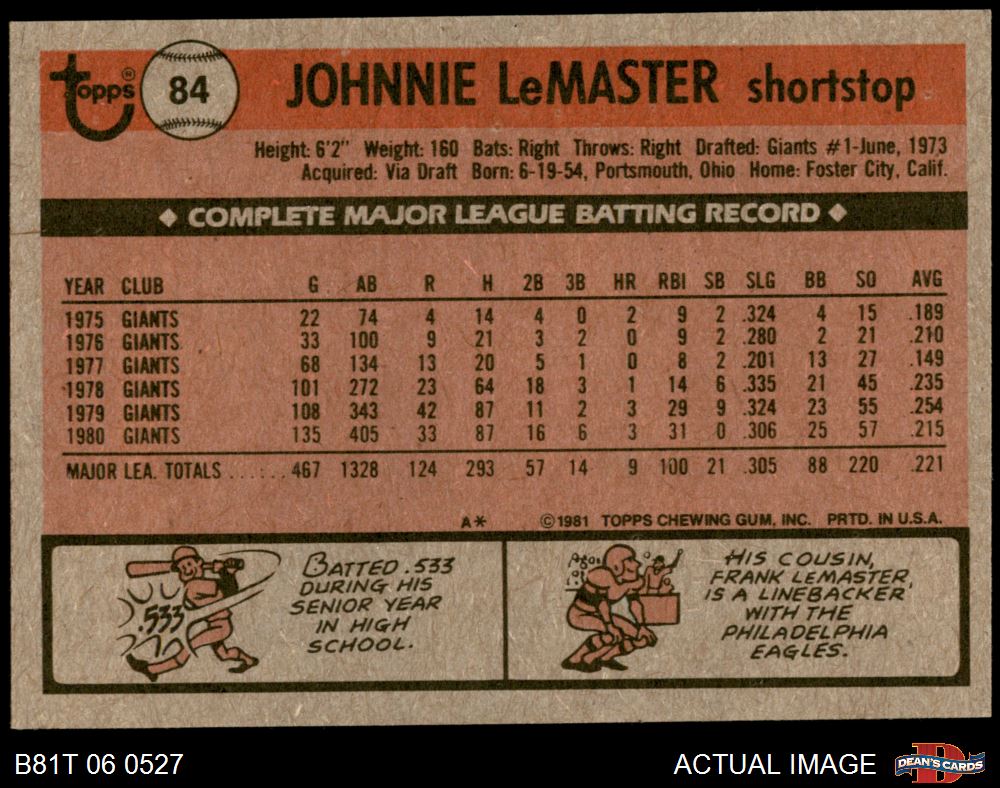 Topps® 84 JOHNNIE LeMASTER shortstop
Height: 6'2" Weight: 160 Bats: Right Throws: Right Drafted: Giants #1-June, 1973
Acquired: Via Draft Born: 6-19-54, Portsmouth, Ohio Home: Foster City, Calif.
◆ COMPLETE MAJOR LEAGUE BATTING RECORD ◆
YEAR CLUB G AB R H 2B 3B HR RBI SB SLG BB SO AVG
1975 GIANTS 22 74 4 14 4 0 2 9 2 .324 4 15 .189
1976 GIANTS 33 100 9 21 3 2 0 9 2 .280 2 21 .210
1977 GIANTS 68 134 13 20 5 1 0 8 2 .201 13 27 .149
1978 GIANTS 101 272 23 64 18 3 1 14 6 .335 21 45 .235
1979 GIANTS 108 343 42 87 11 2 3 29 9 .324 23 55 .254
1980 GIANTS 135 405 33 87 16 6 3 31 0 .306 25 57 .215
MAJOR LEA. TOTALS ...... 467 1328 124 293 57 14 9 100 21 .305 88 220 .221
A* ©1981 TOPPS CHEWING GUM, INC. PRTD. IN U.S.A.
.533
BATTED .533
DURING HIS
SENIOR YEAR
IN HIGH
SCHOOL.
HIS COUSIN,
FRANK LEMASTER,
IS A LINEBACKER
WITH THE
PHILADELPHIA
EAGLES.
B81T 06 0527 ACTUAL IMAGE DEAN'S CARDS